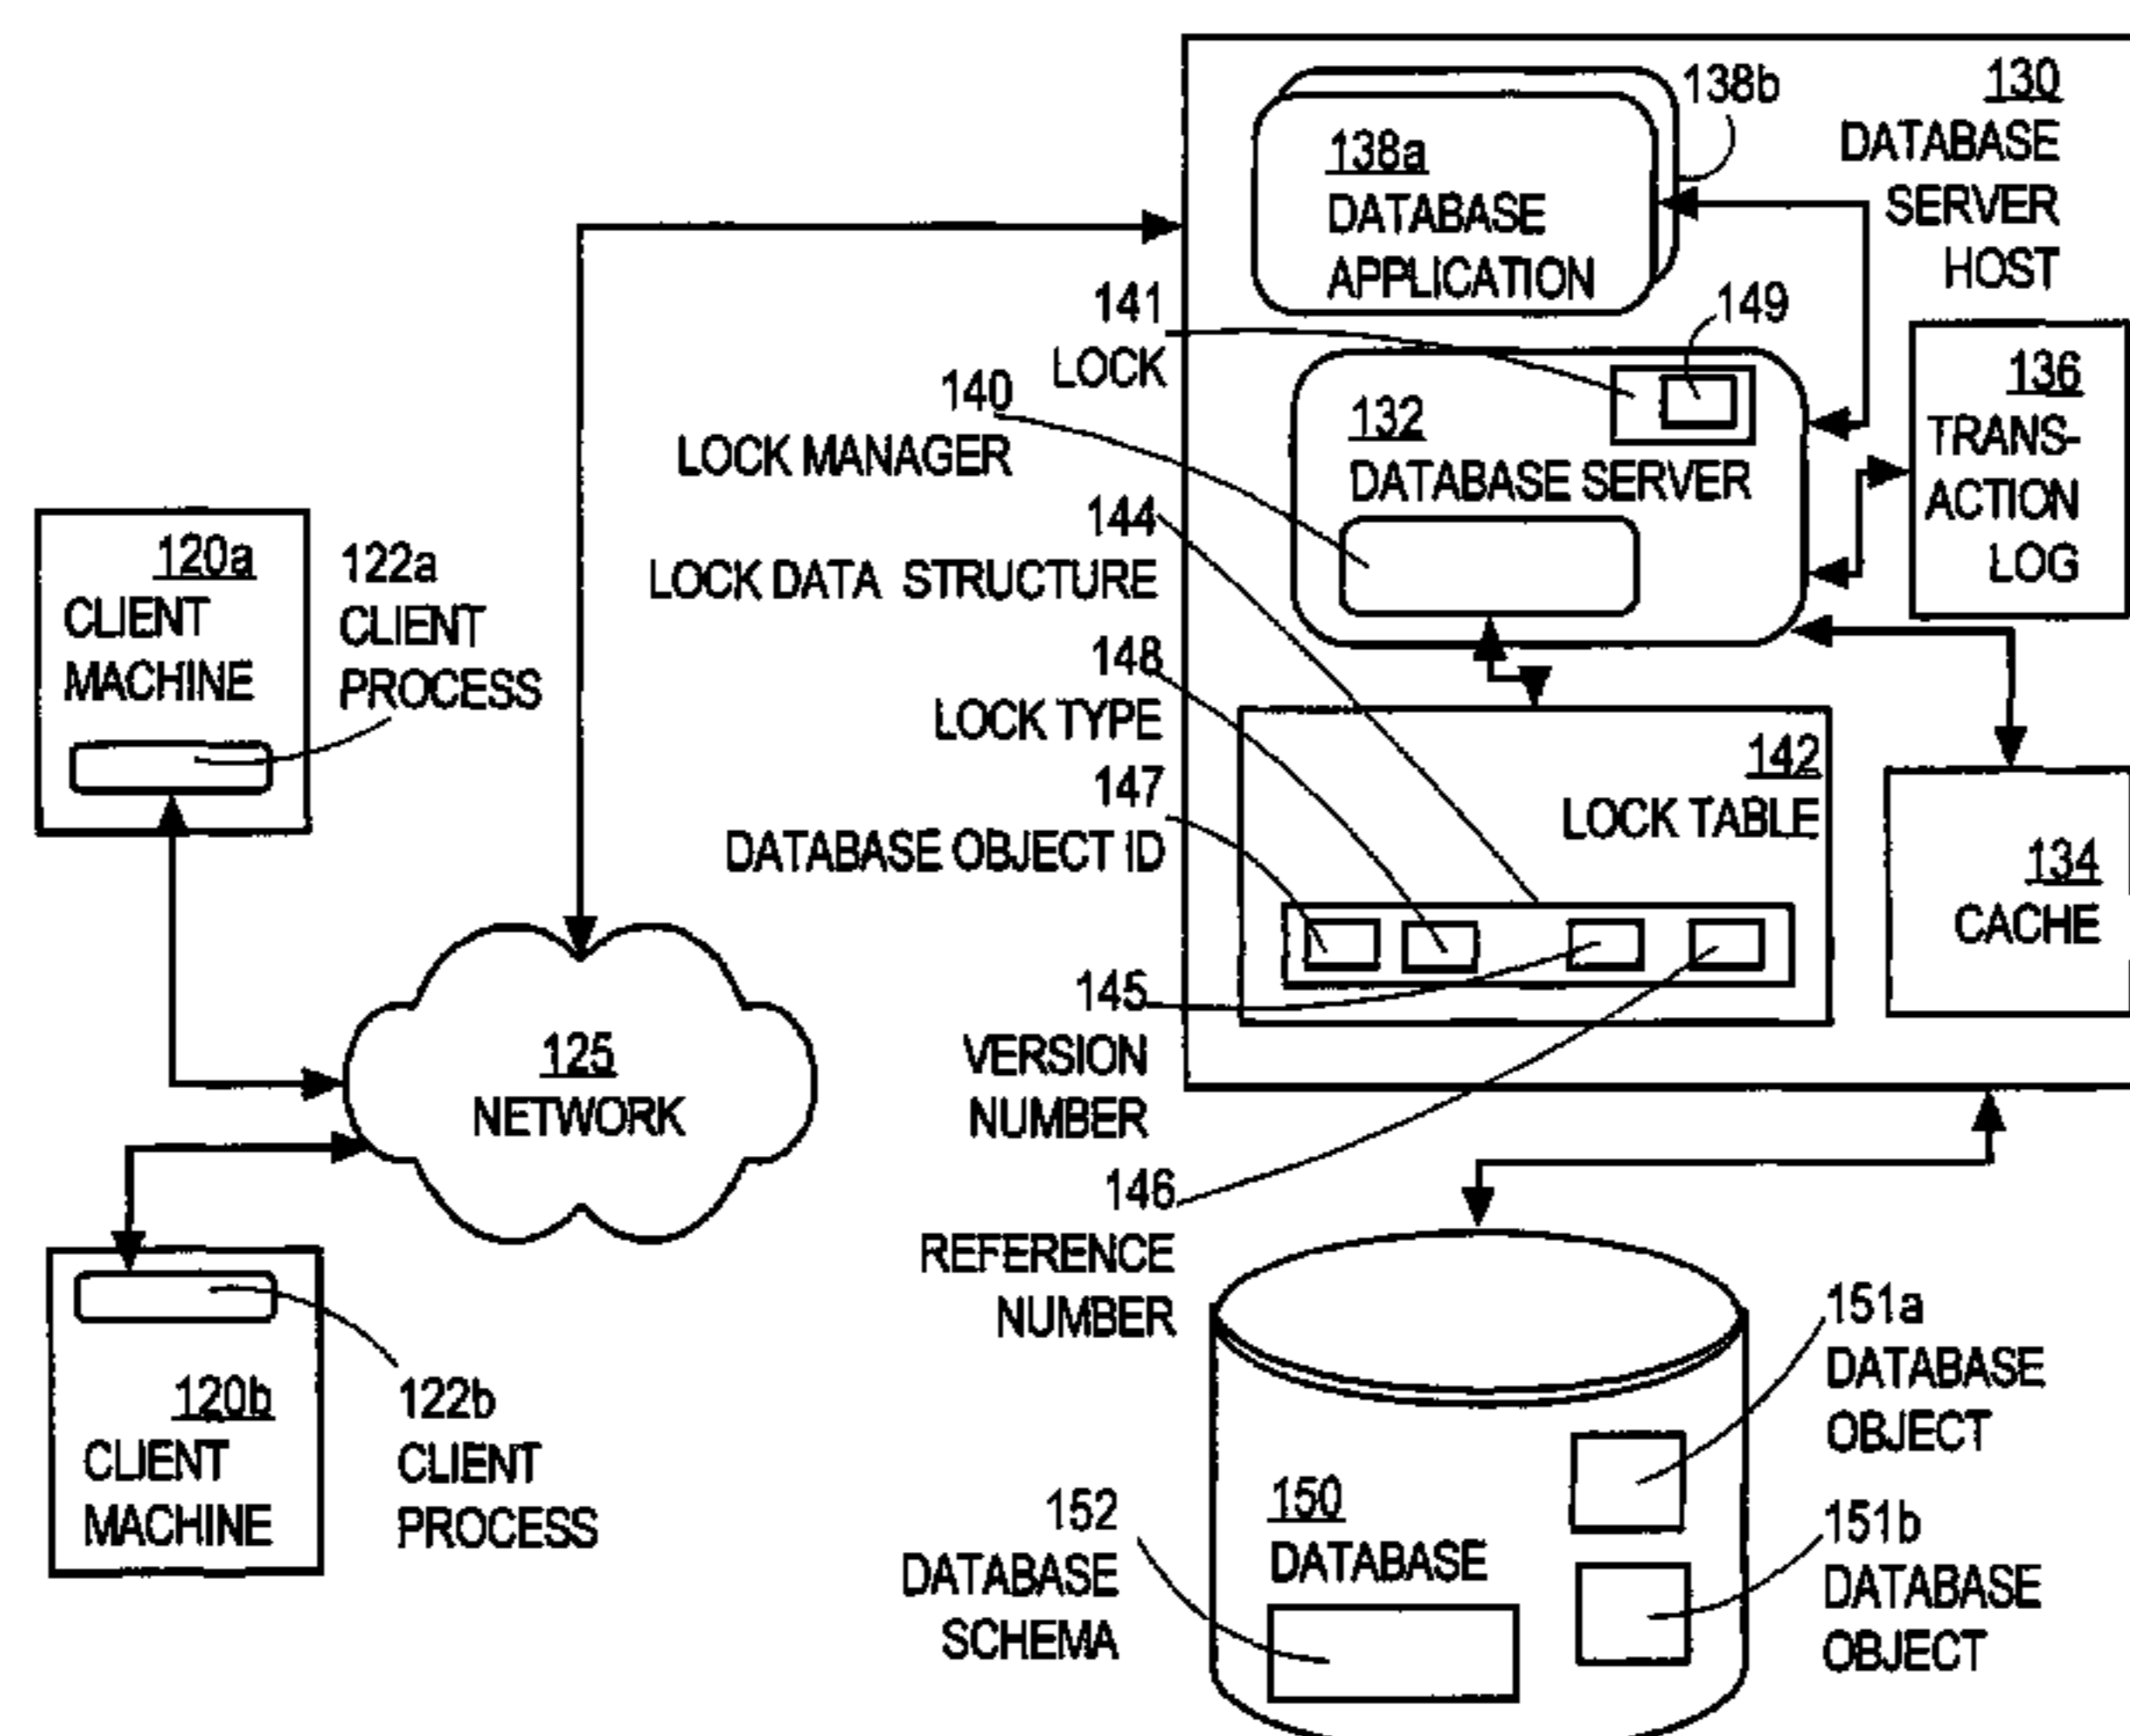 138b
130
DATABASE
SERVER
HOST
138a
DATABASE
APPLICATION
141
LOCK
149
140
LOCK MANAGER
132
DATABASE SERVER
136
TRANS-
ACTION
LOG
144
LOCK DATA STRUCTURE
120a
CLIENT
MACHINE
122a
CLIENT
PROCESS
148
LOCK TYPE
142
LOCK TABLE
147
DATABASE OBJECT ID
134
CACHE
145
VERSION
NUMBER
125
NETWORK
146
REFERENCE
NUMBER
120b
CLIENT
MACHINE
122b
CLIENT
PROCESS
151a
DATABASE
OBJECT
150
DATABASE
152
DATABASE
SCHEMA
151b
DATABASE
OBJECT